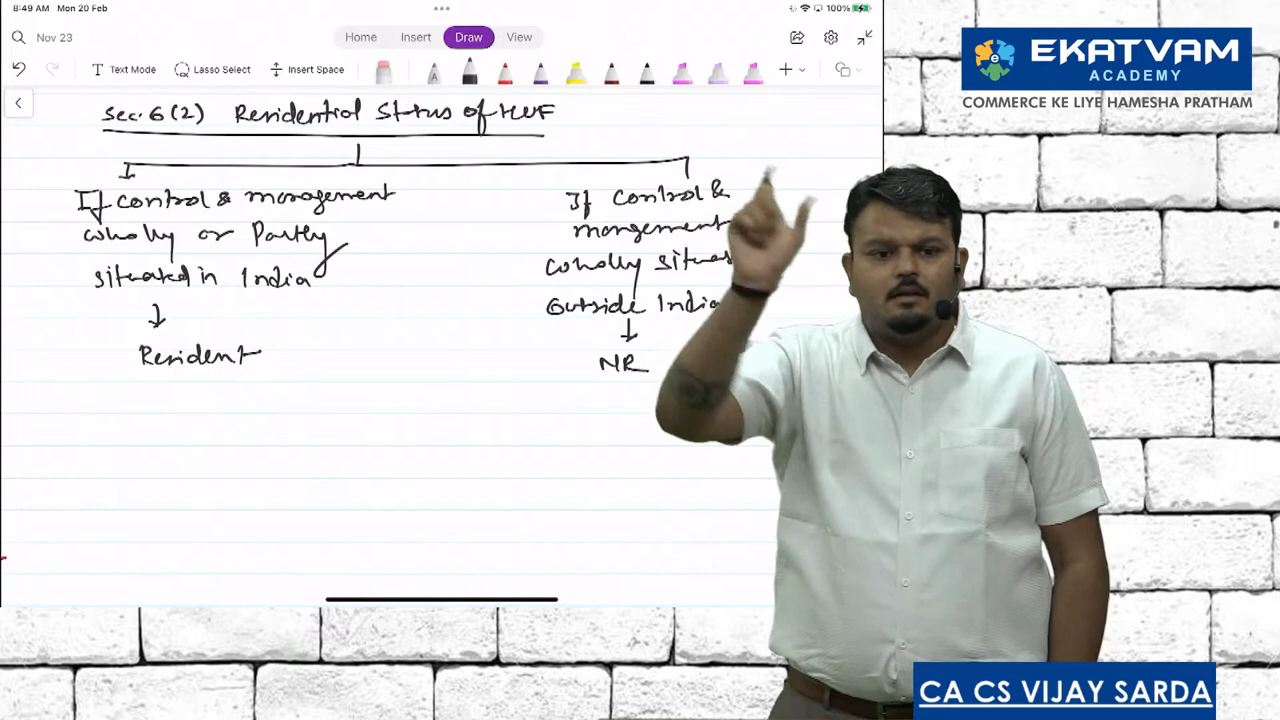 8:49 AM Mon 20 Feb
100%
Nov 23
Home Insert Draw View
Text Mode Lasso Select Insert Space
Sec. 6(2) Residential Status of HUF
If control & management
wholly or Partly
situated in India
Resident
If control &
management
wholly
outside India
NR
EKATVAM
ACADEMY
COMMERCE KE LIYE HAMESHA PRATHAM
CA CS VIJAY SARDA